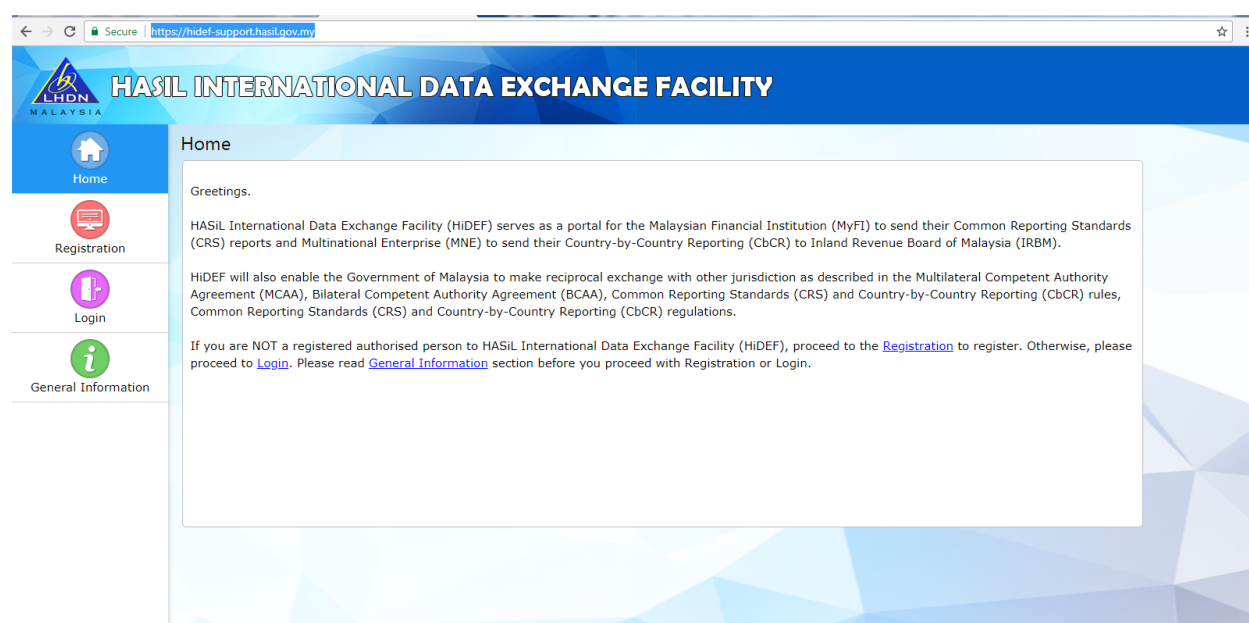 Secure https://hidef-support.hasil.gov.my
LHDN
MALAYSIA
HASIL INTERNATIONAL DATA EXCHANGE FACILITY
Home
Registration
Login
General Information
Home
Greetings.
HASiL International Data Exchange Facility (HiDEF) serves as a portal for the Malaysian Financial Institution (MyFI) to send their Common Reporting Standards
(CRS) reports and Multinational Enterprise (MNE) to send their Country-by-Country Reporting (CbCR) to Inland Revenue Board of Malaysia (IRBM).
HiDEF will also enable the Government of Malaysia to make reciprocal exchange with other jurisdiction as described in the Multilateral Competent Authority
Agreement (MCAA), Bilateral Competent Authority Agreement (BCAA), Common Reporting Standards (CRS) and Country-by-Country Reporting (CbCR) rules,
Common Reporting Standards (CRS) and Country-by-Country Reporting (CbCR) regulations.
If you are NOT a registered authorised person to HASiL International Data Exchange Facility (HiDEF), proceed to the Registration to register. Otherwise, please
proceed to Login. Please read General Information section before you proceed with Registration or Login.